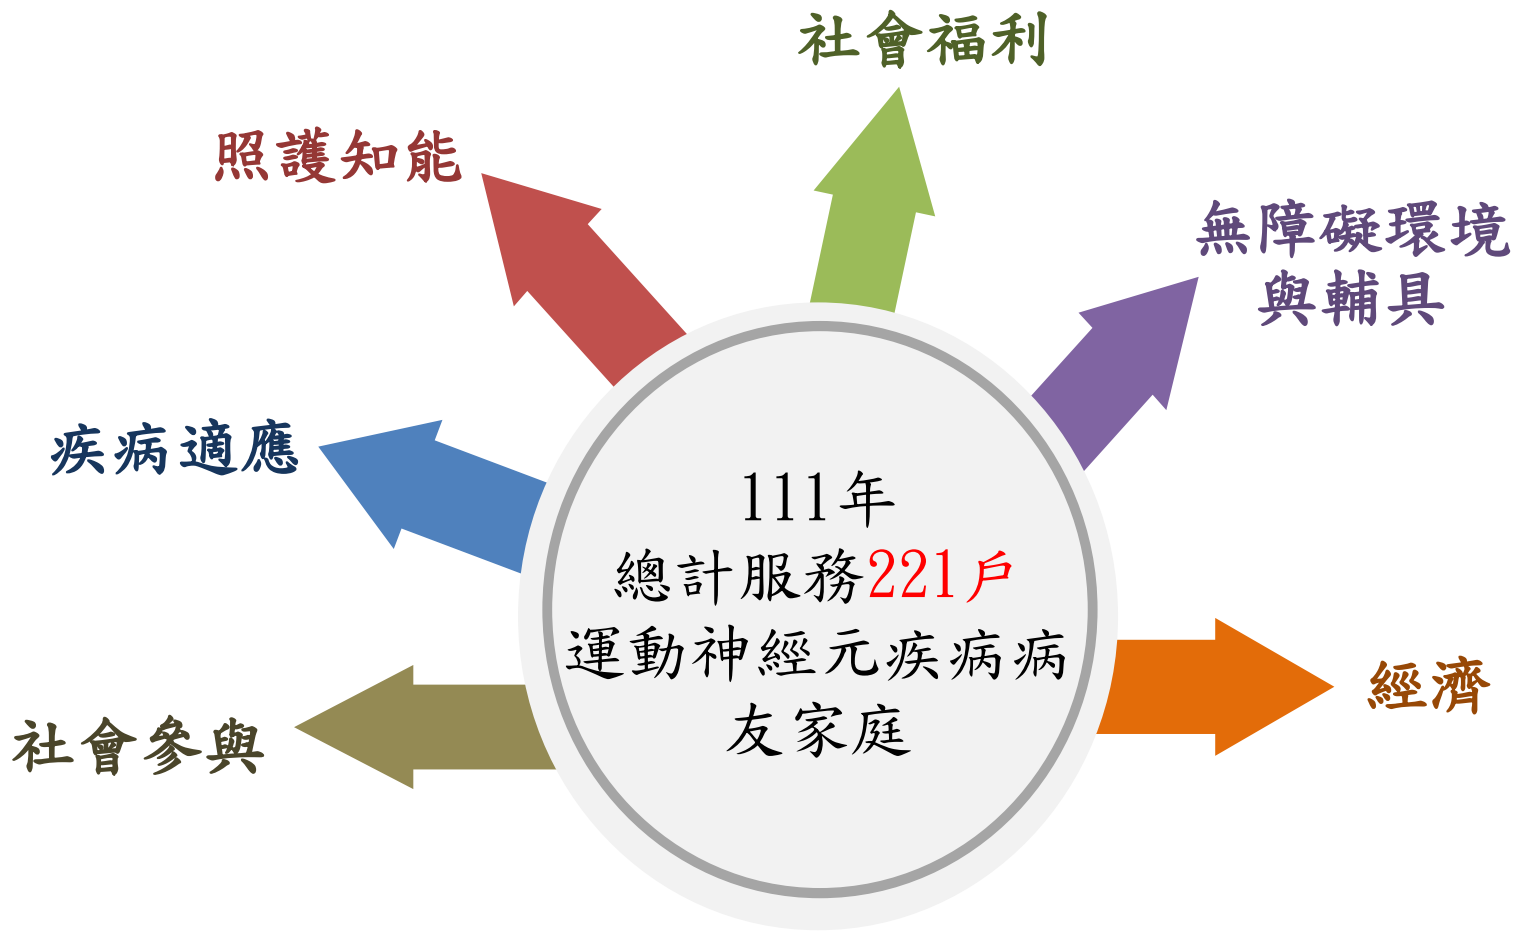 社會福利
照護知能
無障礙環境
與輔具
疾病適應
111年
總計服務221戶
運動神經元疾病病
友家庭
經濟
社會參與